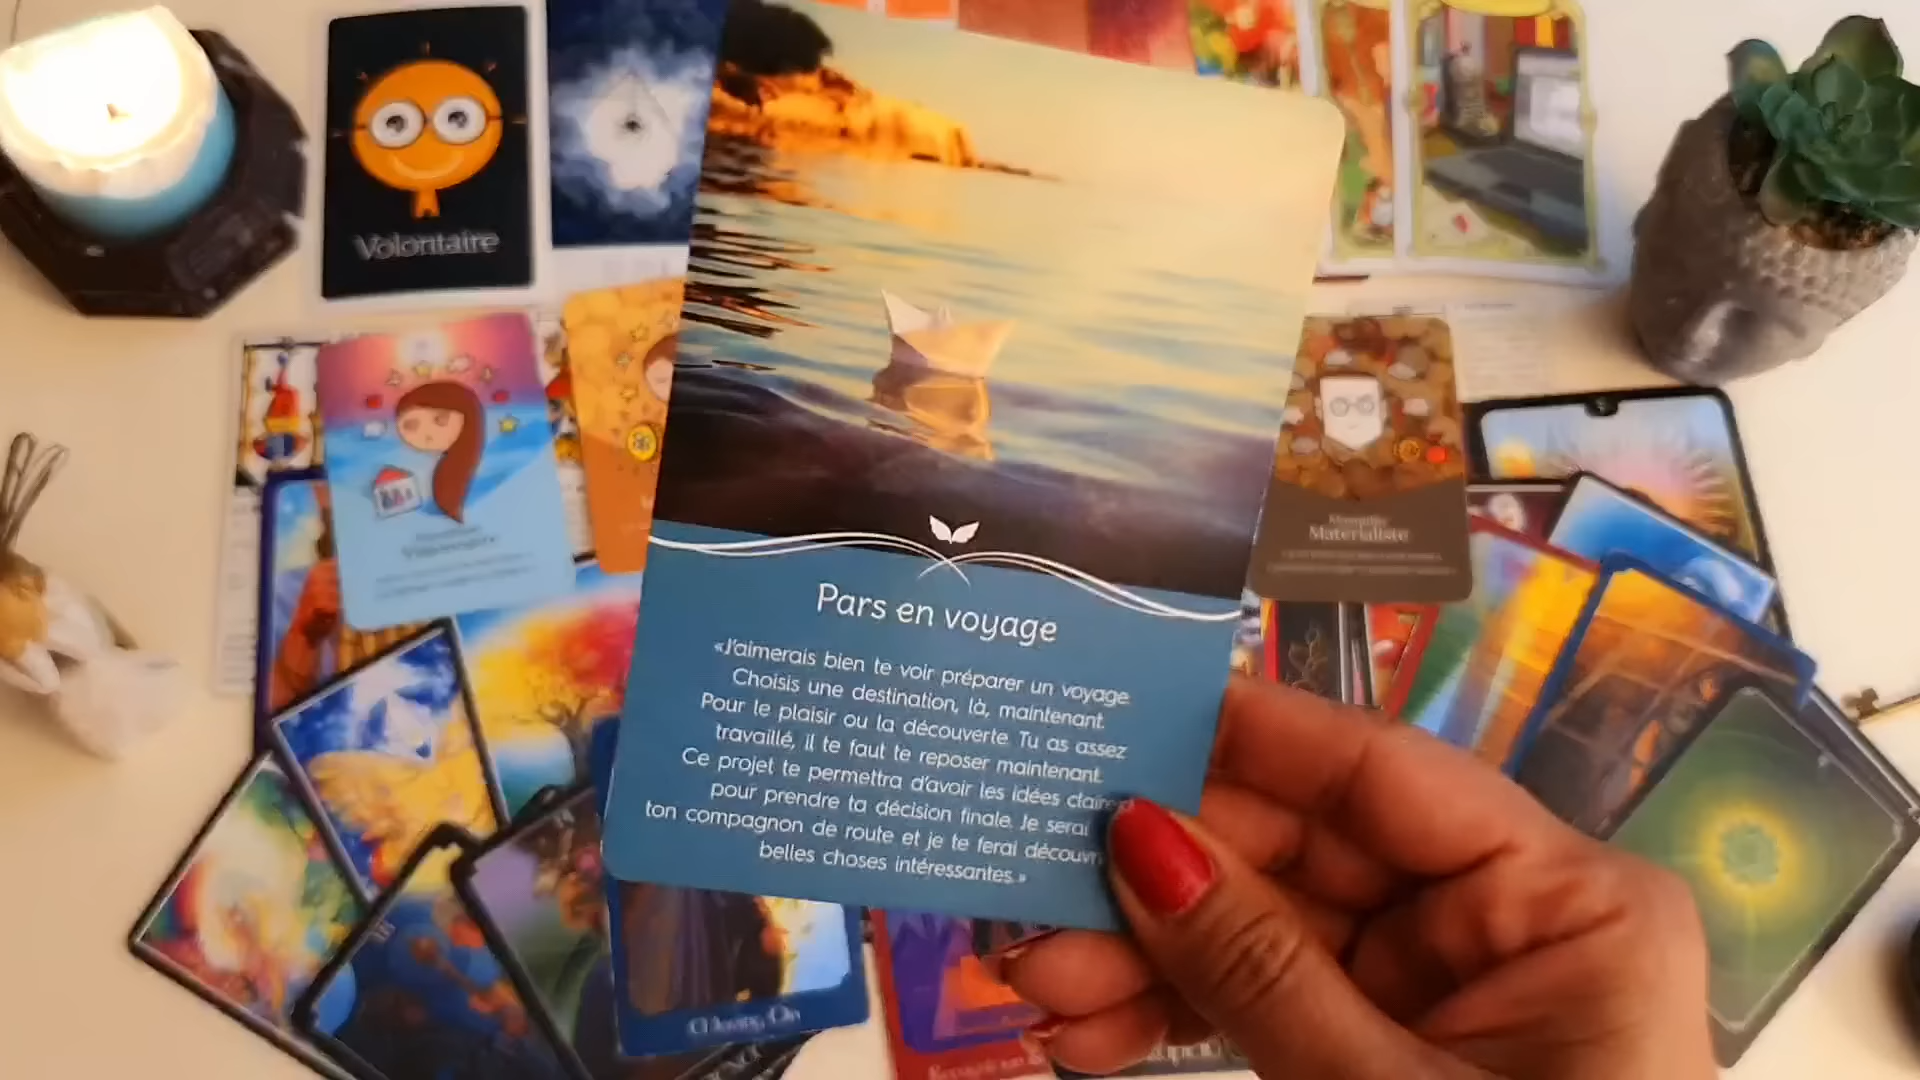 Volontaire
Materialiste
Pars en voyage
«J'aimerais bien te voir préparer un voyage.
Choisis une destination, là, maintenant.
Pour le plaisir ou la découverte. Tu as assez
travaillé, il te faut te reposer maintenant.
Ce projet te permettra d'avoir les idées
pour prendre ta décision finale. Je serai
ton compagnon de route et je te ferai
belles choses intéressantes.»
Moving On